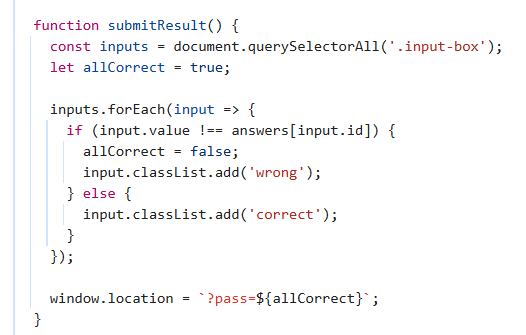 function submitResult() {
  const inputs = document.querySelectorAll('.input-box');
  let allCorrect = true;

  inputs.forEach(input => {
    if (input.value !== answers[input.id]) {
      allCorrect = false;
      input.classList.add('wrong');
    } else {
      input.classList.add('correct');
    }
  });

  window.location = `?pass=${allCorrect}`;
}